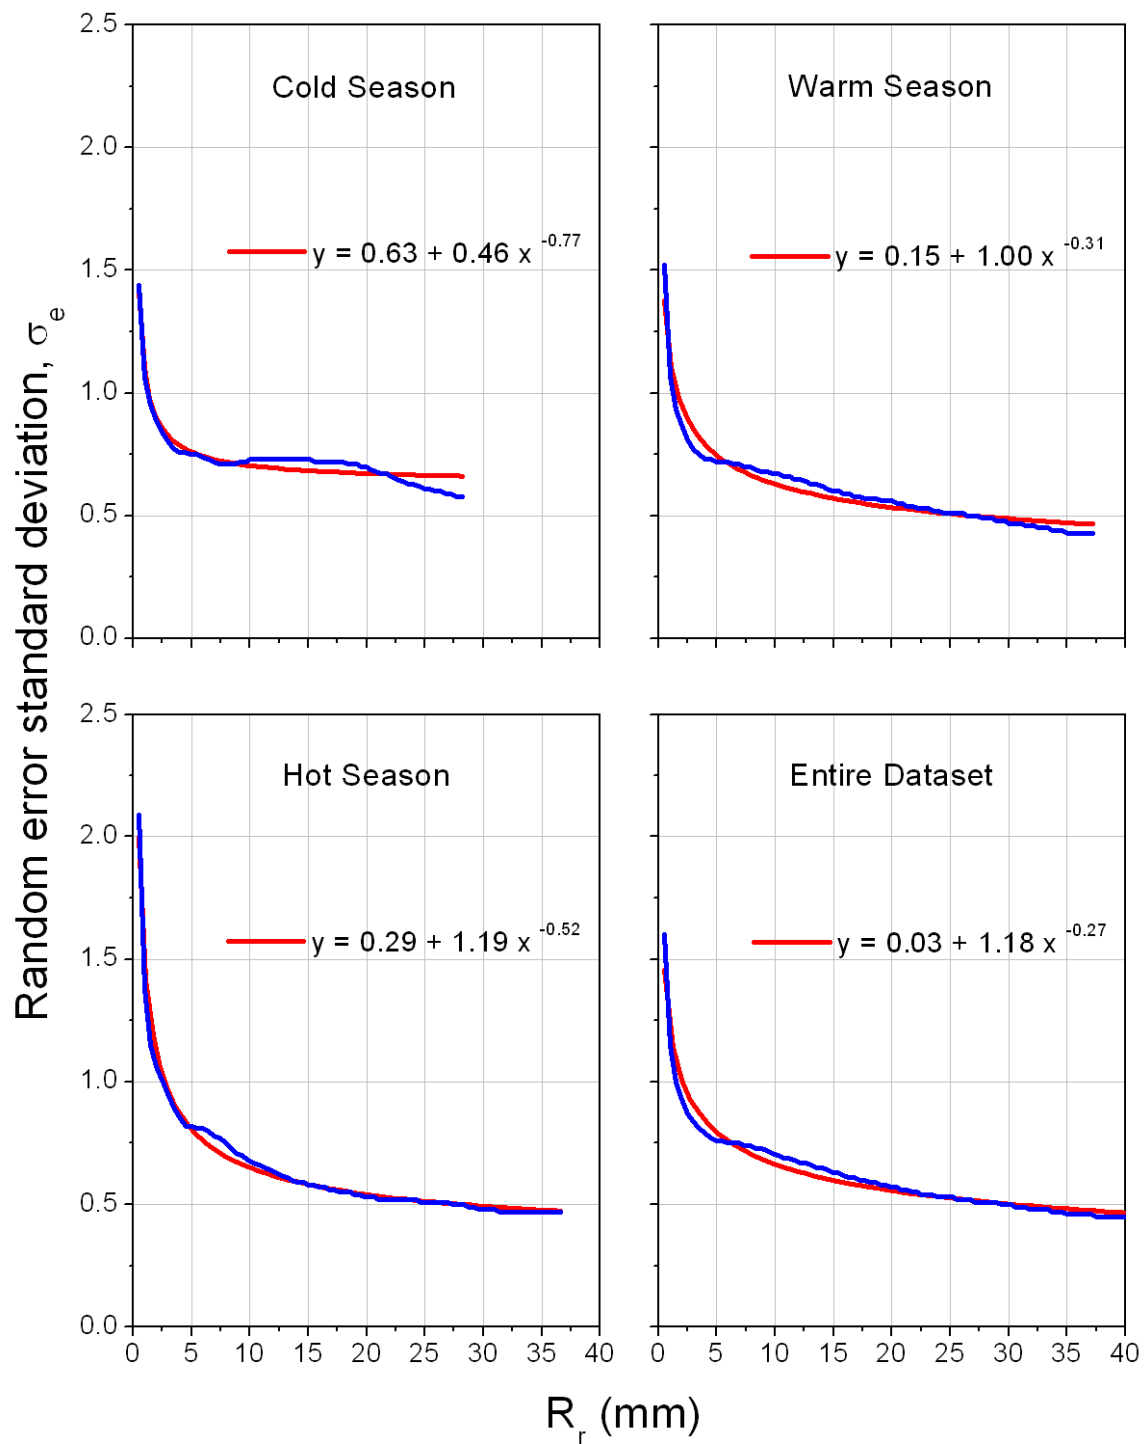 Random error standard deviation, σe
2.5
2.0
1.5
1.0
0.5
0.0
Cold Season
y = 0.63 + 0.46 x -0.77
Warm Season
y = 0.15 + 1.00 x -0.31
2.5
2.0
1.5
1.0
0.5
0.0
Hot Season
y = 0.29 + 1.19 x -0.52
Entire Dataset
y = 0.03 + 1.18 x -0.27
0 5 10 15 20 25 30 35 40
0 5 10 15 20 25 30 35 40
Rr (mm)